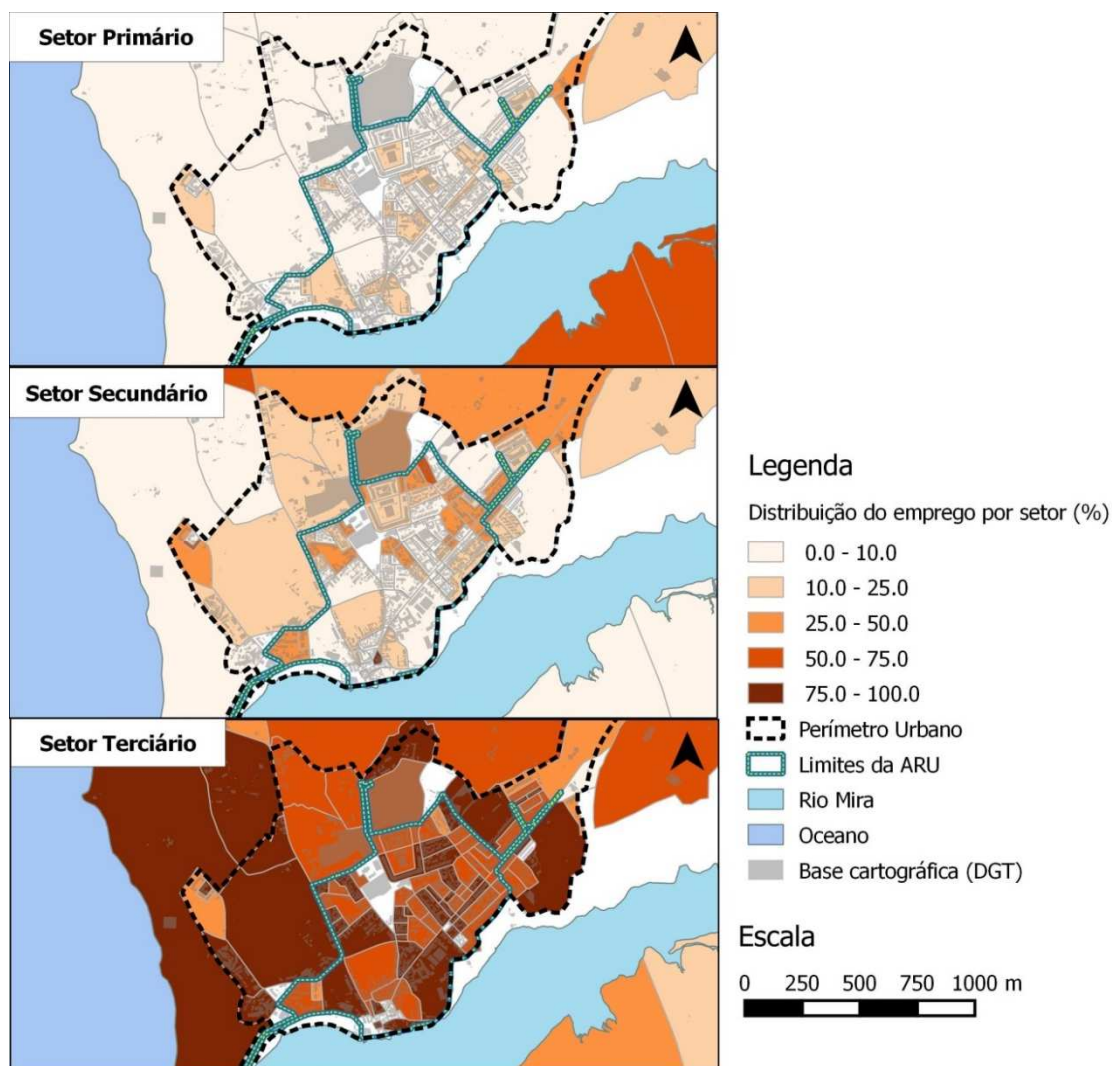 Setor Primário
Setor Secundário
Setor Terciário
Legenda
Distribuição do emprego por setor (%)
0.0 - 10.0
10.0 - 25.0
25.0 - 50.0
50.0 - 75.0
75.0 - 100.0
Perímetro Urbano
Limites da ARU
Rio Mira
Oceano
Base cartográfica (DGT)
Escala
0 250 500 750 1000 m